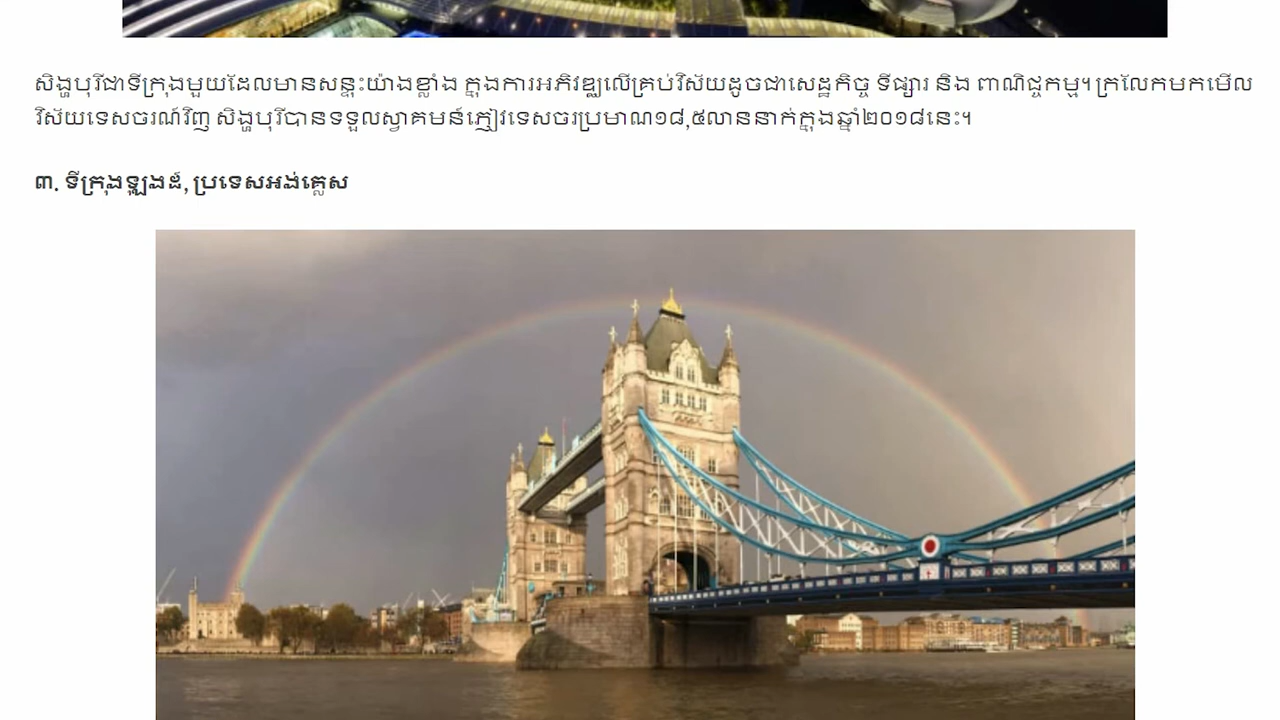 សិង្ហបុរីជាទីក្រុងមួយដែលមានសន្ទុះយ៉ាងខ្លាំង ក្នុងការអភិវឌ្ឍលើគ្រប់វិស័យដូចជាសេដ្ឋកិច្ច ទីផ្សារ និង ពាណិជ្ចកម្ម។ ក្រលែកមកមើល
វិស័យទេសចរណ៍វិញ សិង្ហបុរីបានទទួលស្វាគមន៍ភ្ញៀវទេសចរប្រមាណ១៨,៥លាននាក់ក្នុងឆ្នាំ២០១៨នេះ។
៣. ទីក្រុងឡុងដ៍, ប្រទេសអង់គ្លេស